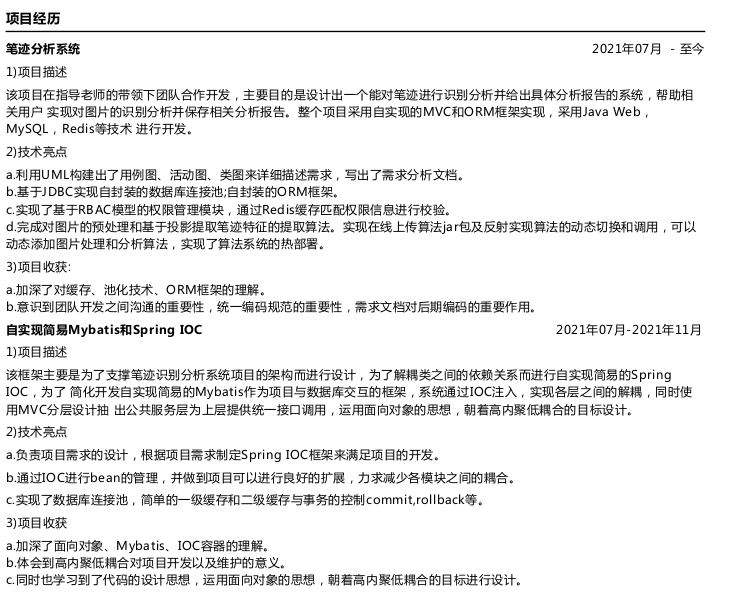 项目经历
笔迹分析系统 2021年07月 - 至今
1)项目描述
该项目在指导老师的带领下团队合作开发，主要目的是设计出一个能对笔迹进行识别分析并给出具体分析报告的系统，帮助相
关用户 实现对图片的识别分析并保存相关分析报告。整个项目采用自实现的MVC和ORM框架实现，采用Java Web，
MySQL，Redis等技术 进行开发。
2)技术亮点
a.利用UML构建出了用例图、活动图、类图来详细描述需求，写出了需求分析文档。
b.基于JDBC实现自封装的数据库连接池;自封装的ORM框架。
c.实现了基于RBAC模型的权限管理模块，通过Redis缓存匹配权限信息进行校验。
d.完成对图片的预处理和基于投影提取笔迹特征的提取算法。实现在线上传算法jar包及反射实现算法的动态切换和调用，可以
动态添加图片处理和分析算法，实现了算法系统的热部署。
3)项目收获:
a.加深了对缓存、池化技术、ORM框架的理解。
b.意识到团队开发之间沟通的重要性，统一编码规范的重要性，需求文档对后期编码的重要作用。
自实现简易Mybatis和Spring IOC 2021年07月-2021年11月
1)项目描述
该框架主要是为了支撑笔迹识别分析系统项目的架构而进行设计，为了解耦类之间的依赖关系而进行自实现简易的Spring
IOC，为了 简化开发自实现简易的Mybatis作为项目与数据库交互的框架，系统通过IOC注入，实现各层之间的解耦，同时使
用MVC分层设计抽 出公共服务层为上层提供统一接口调用，运用面向对象的思想，朝着高内聚低耦合的目标设计。
2)技术亮点
a.负责项目需求的设计，根据项目需求制定Spring IOC框架来满足项目的开发。
b.通过IOC进行bean的管理，并做到项目可以进行良好的扩展，力求减少各模块之间的耦合。
c.实现了数据库连接池，简单的一级缓存和二级缓存与事务的控制commit,rollback等。
3)项目收获
a.加深了面向对象、Mybatis、IOC容器的理解。
b.体会到高内聚低耦合对项目开发以及维护的意义。
c.同时也学习到了代码的设计思想，运用面向对象的思想，朝着高内聚低耦合的目标进行设计。